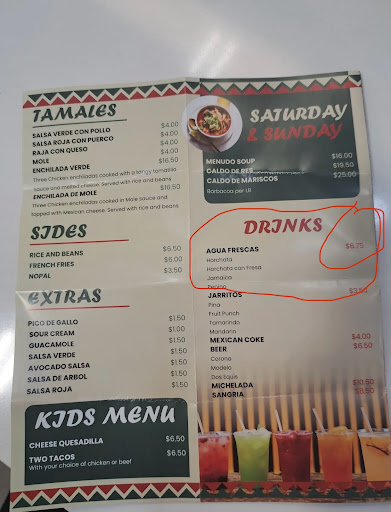 TAMALES
SALSA VERDE CON POLLO $4.00
SALSA ROJA CON PUERCO $4.00
RAJA CON QUESO $4.00
MOLE $4.00
ENCHILADA VERDE $16.50
Three Chicken enchiladas cooked with a tangy tomatillo
sauce and melted cheese. Served with rice and beans
ENCHILADA DE MOLE $16.50
Three Chicken enchiladas cooked in Mole sauce and
topped with Mexican cheese. Served with rice and beans
SIDES
RICE AND BEANS $6.50
FRENCH FRIES $6.00
NOPAL $3.50
EXTRAS
PICO DE GALLO $1.50
SOUR CREAM $1.00
GUACAMOLE $1.50
SALSA VERDE $1.50
AVOCADO SALSA $1.50
SALSA DE ARBOL $1.50
SALSA ROJA $1.50
KIDS MENU
CHEESE QUESADILLA $6.50
TWO TACOS $6.50
With your choice of chicken or beef
SATURDAY
& SUNDAY
MENUDO SOUP $16.00
CALDO DE RES $19.50
CALDO DE MARISCOS $25.00
Barbacoa per LB
DRINKS
AGUA FRESCAS $6.75
Horchata
Horchata con Fresa
Jamaica
Pepino
JARRITOS $3.50
Pina
Fruit Punch
Tamarindo
Mandarin
MEXICAN COKE $4.00
BEER $6.50
Corona
Modelo
Dos Equis
MICHELADA $10.50
SANGRIA $8.50